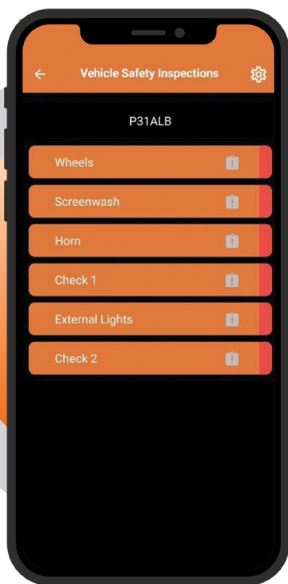 Vehicle Safety Inspections
P31ALB
Wheels
Screenwash
Horn
Check 1
External Lights
Check 2